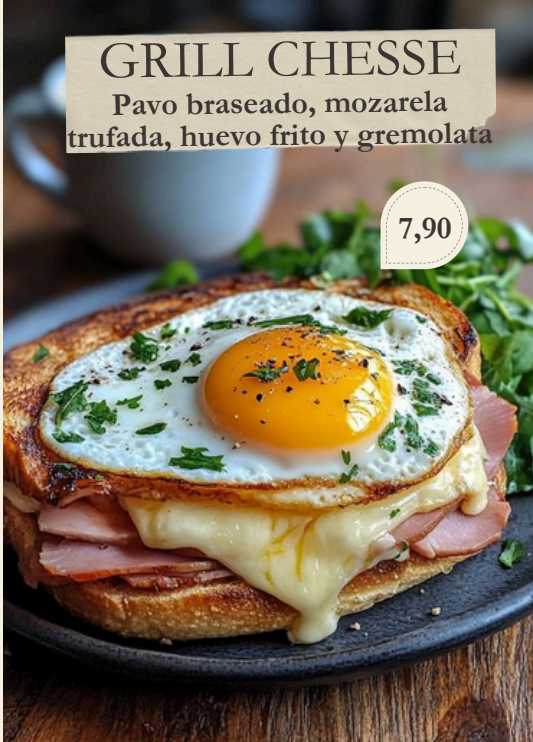 GRILL CHESSE
Pavo braseado, mozarela
trufada, huevo frito y gremolata
7,90